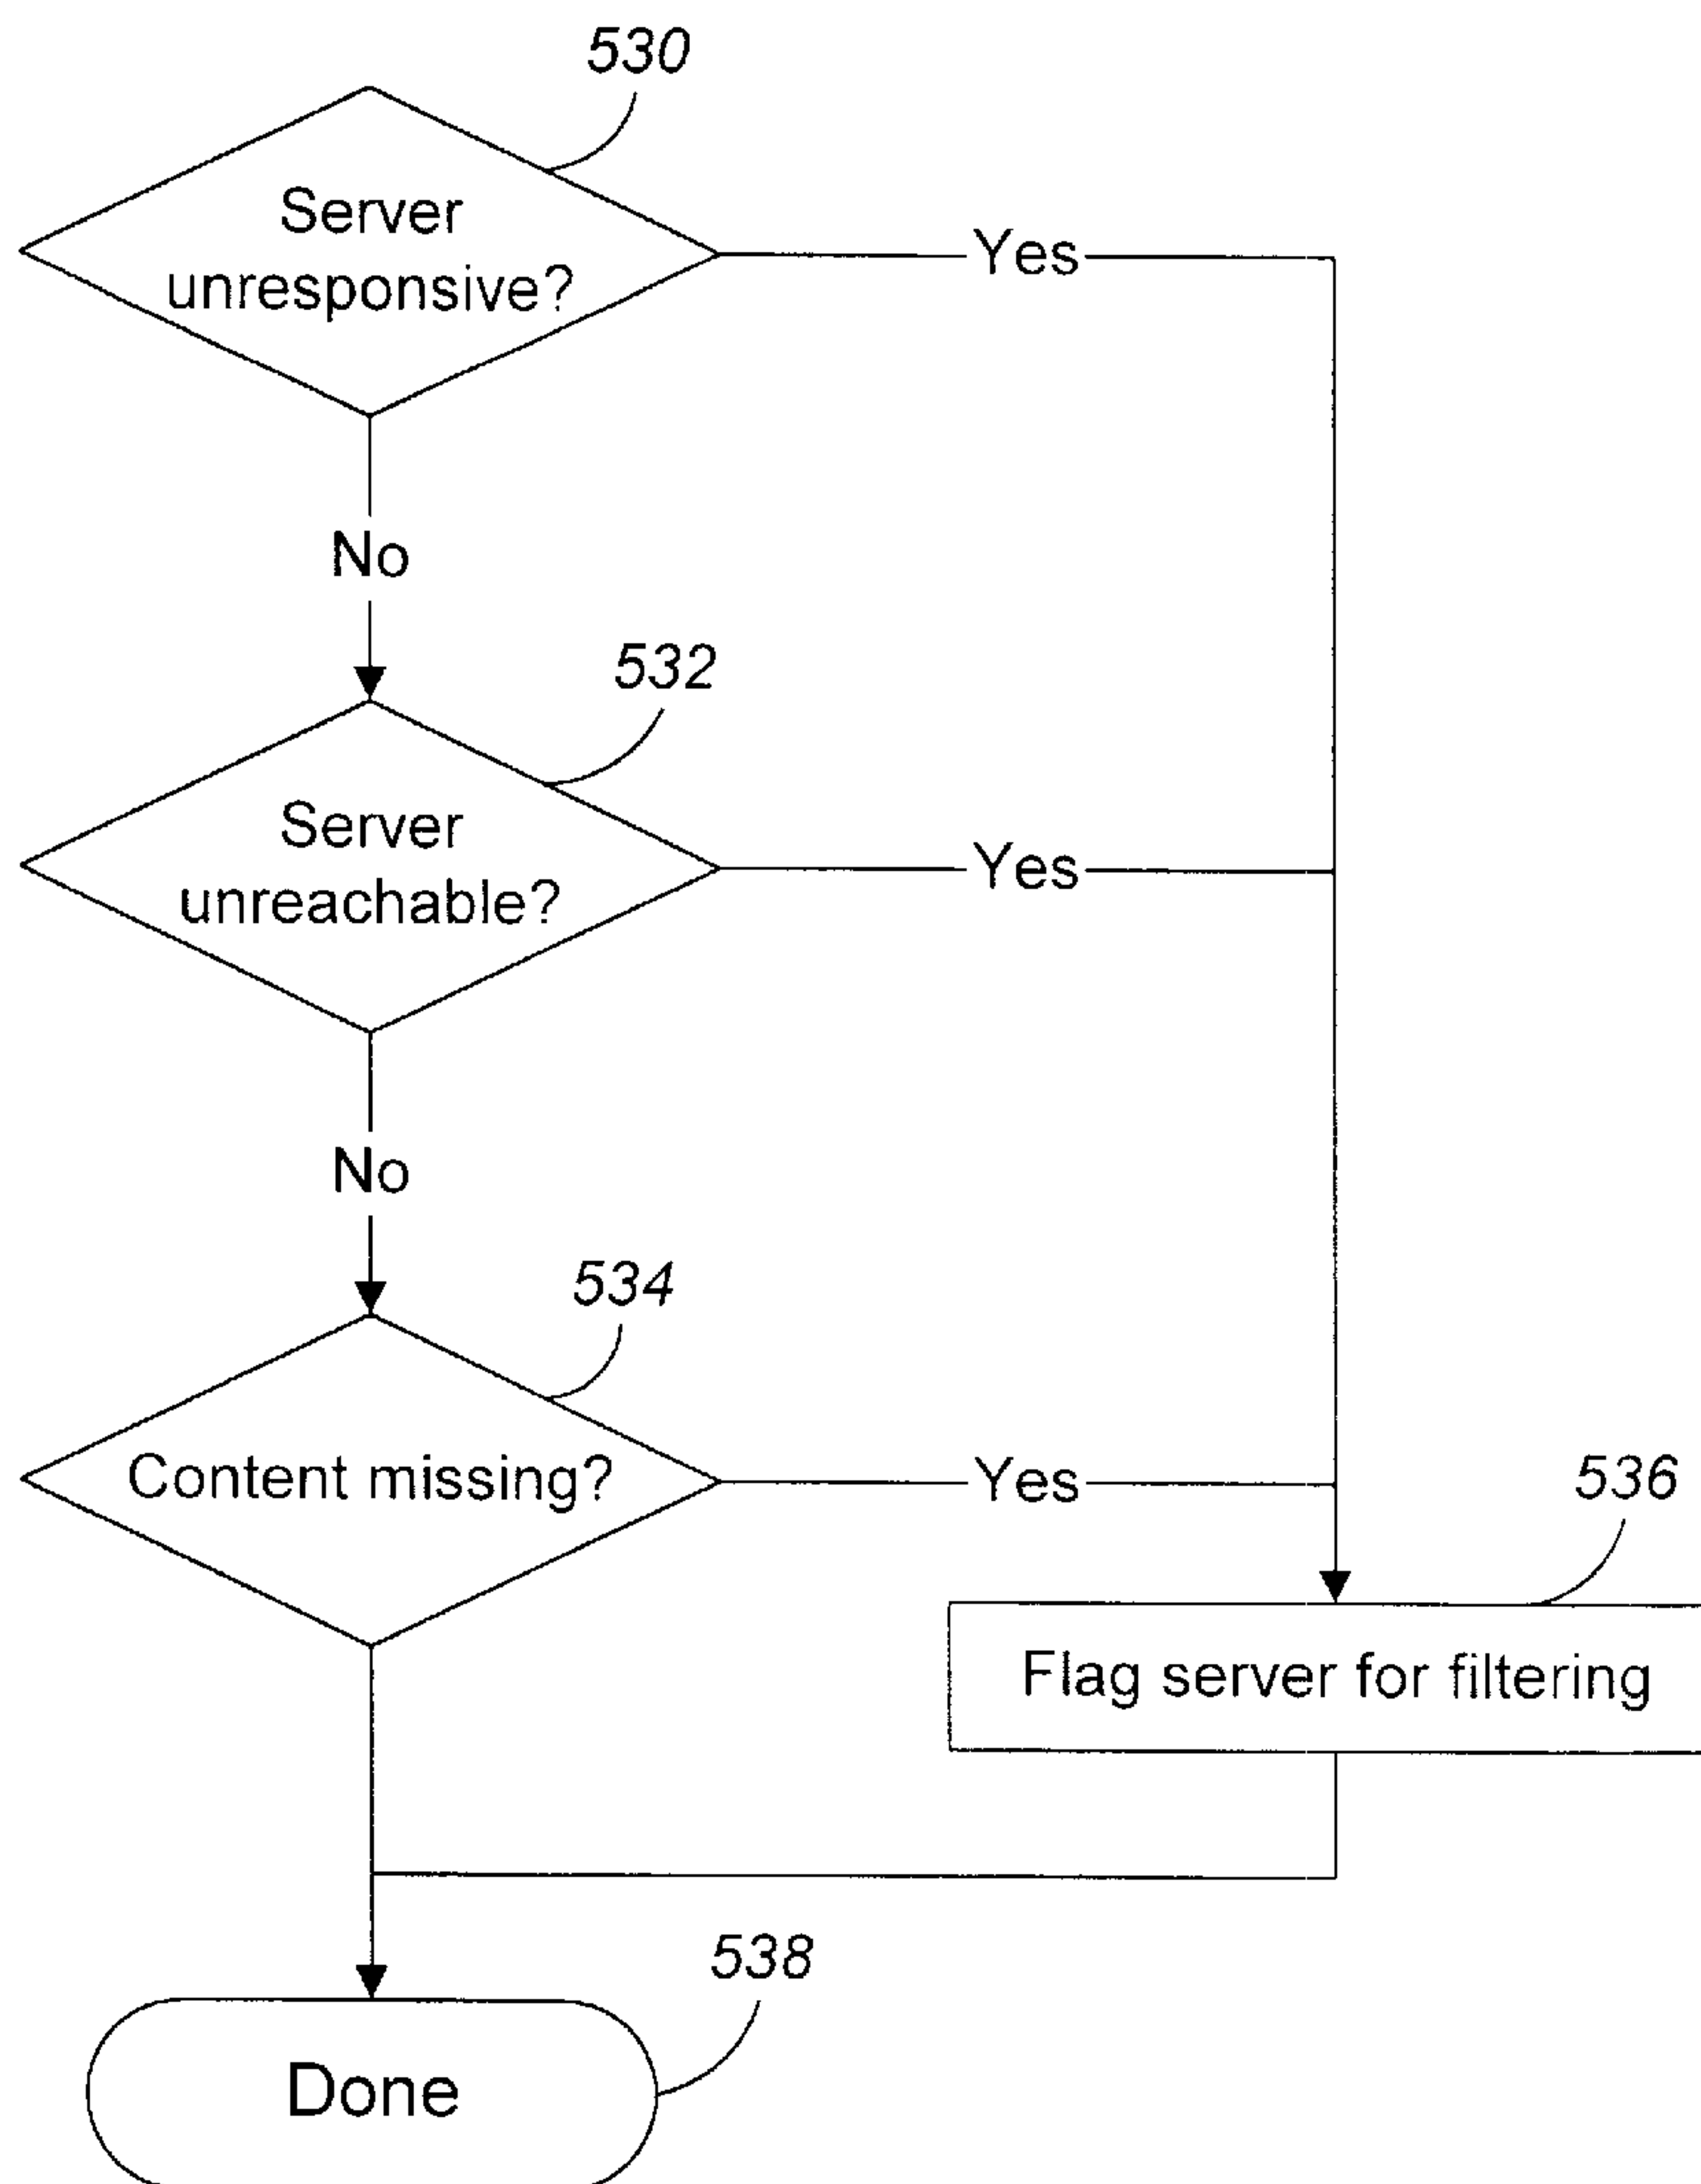 530
Server
unresponsive?
Yes
No
532
Server
unreachable?
Yes
No
534
Content missing?
Yes
536
Flag server for filtering
538
Done